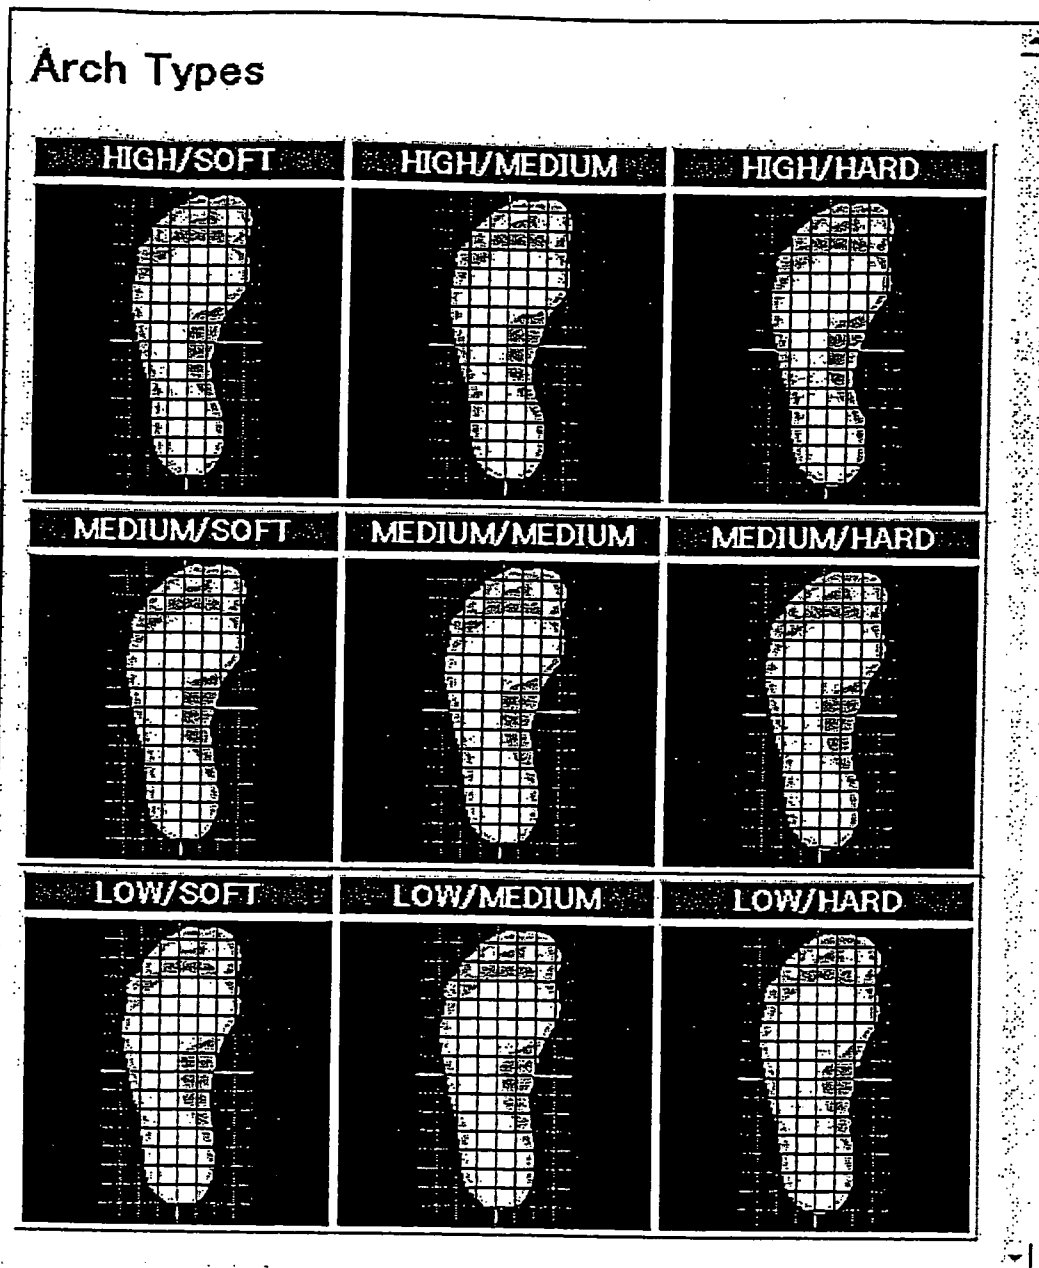 Arch Types
HIGH/SOFT HIGH/MEDIUM HIGH/HARD
MEDIUM/SOFT MEDIUM/MEDIUM MEDIUM/HARD
LOW/SOFT LOW/MEDIUM LOW/HARD